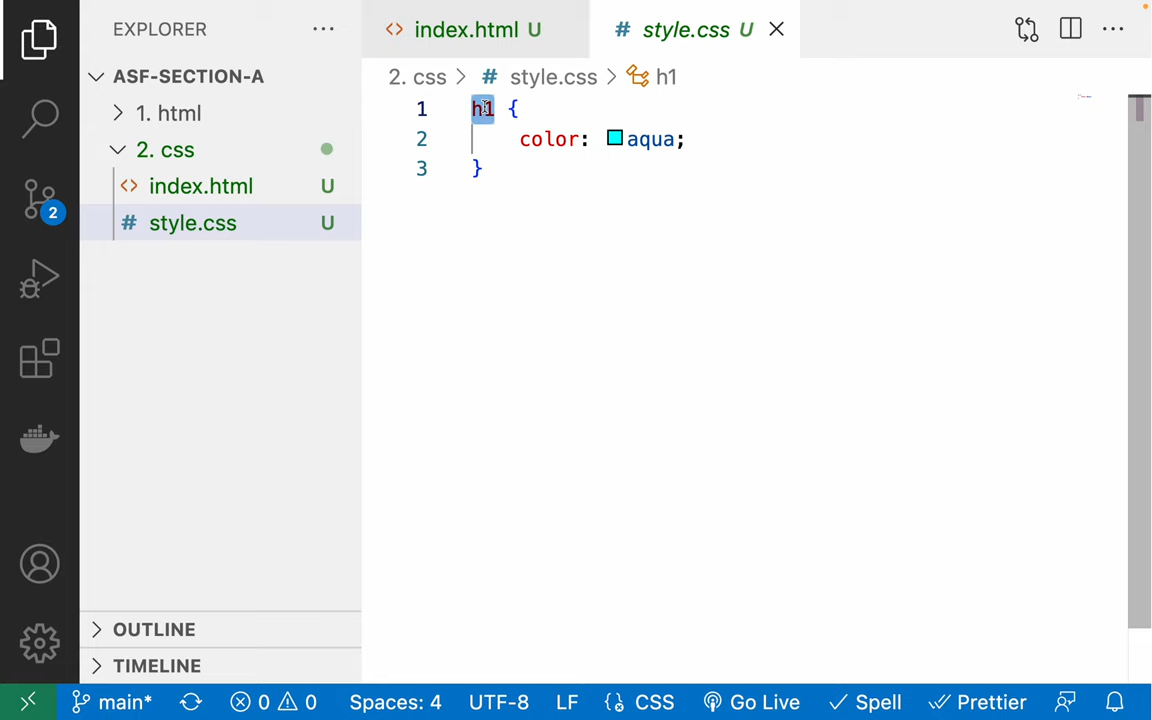 EXPLORER
ASF-SECTION-A
1. html
2. css
index.html U
style.css U
OUTLINE
TIMELINE
index.html U
style.css U
2. css > # style.css > h1
1 h1 {
2 color: aqua;
3 }
2
main*
0 0
Spaces: 4
UTF-8
LF
CSS
Go Live
Spell
Prettier